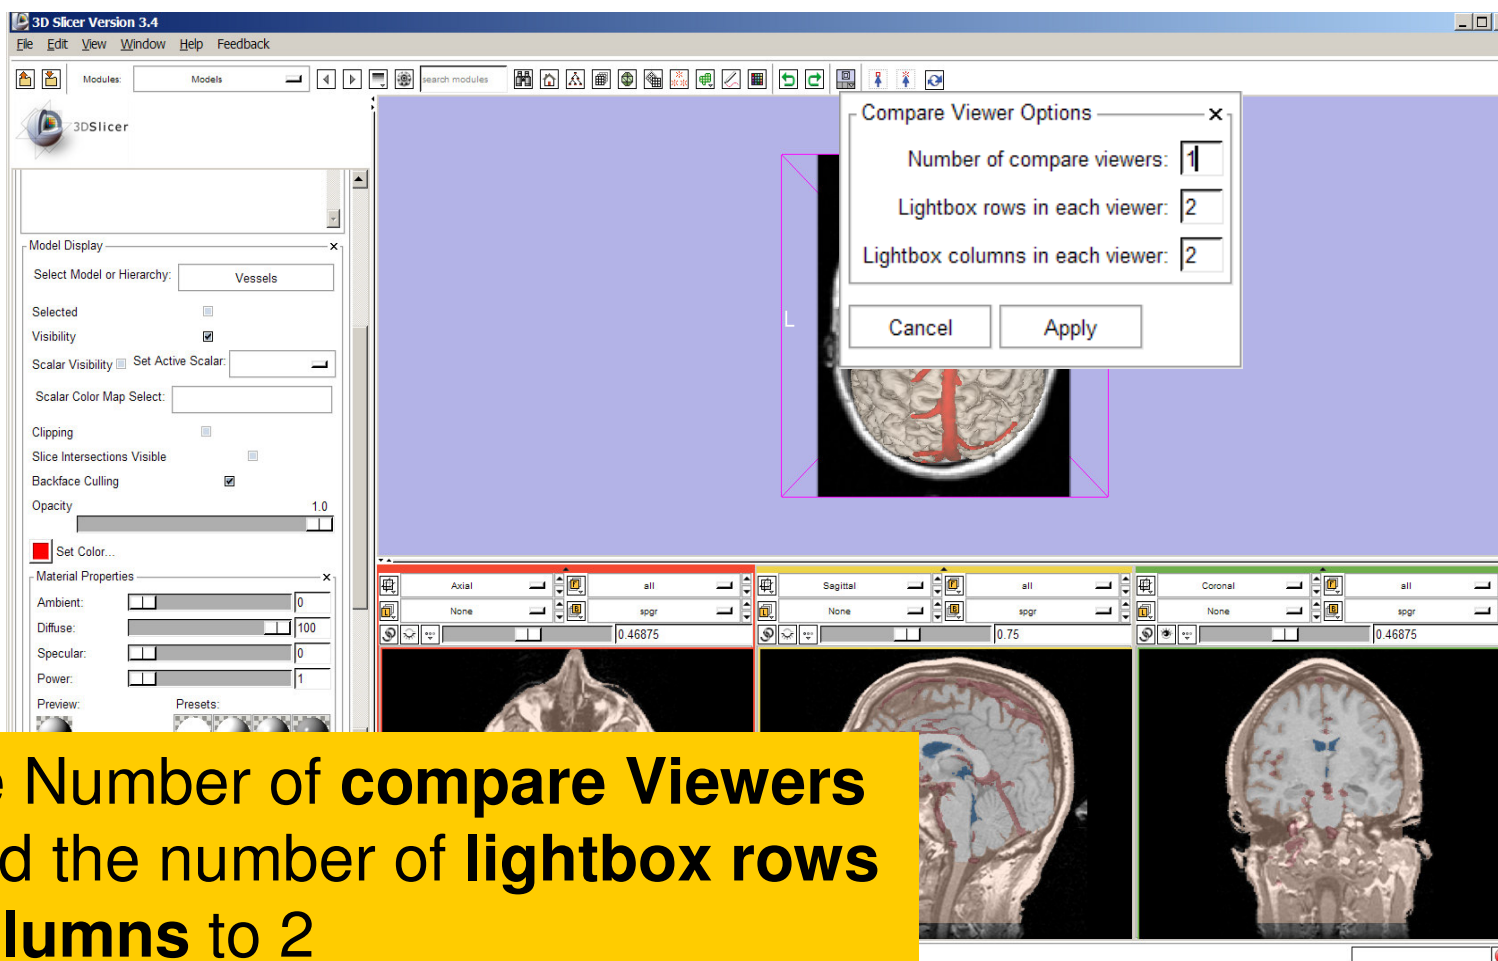 3D Slicer Version 3.4
File Edit View Window Help Feedback
Modules: Models search modules
3DSlicer
Compare Viewer Options
Number of compare viewers: 1
Lightbox rows in each viewer: 2
Lightbox columns in each viewer: 2
Cancel Apply
Model Display
Select Model or Hierarchy: Vessels
Selected
Visibility
Scalar Visibility Set Active Scalar:
Scalar Color Map Select:
Clipping
Slice Intersections Visible
Backface Culling
Opacity 1.0
Set Color...
Material Properties
Ambient: 0
Diffuse: 100
Specular: 0
Power: 1
Preview: Presets:
L
Axial all
None spgr
0.46875
Sagittal all
None spgr
0.75
Coronal all
None spgr
0.46875
Number of compare Viewers
the number of lightbox rows
lumns to 2